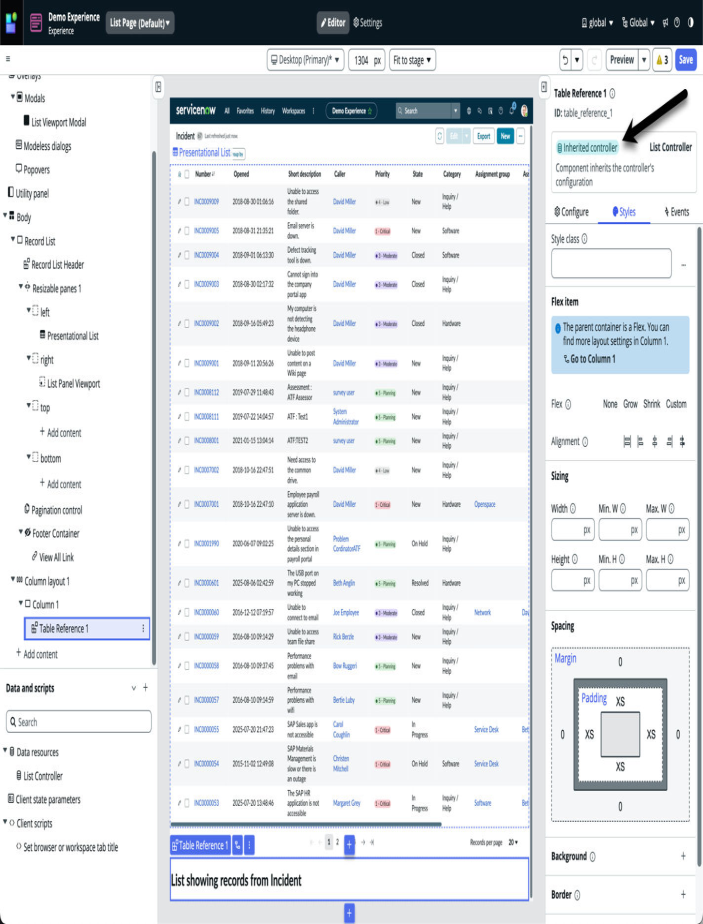 Demo Experience
Experience
List Page (Default) ▾
Editor
Settings
global ▾
Global ▾
Desktop (Primary)* ▾
1304 px
Fit to stage ▾
Preview ▾
3
Save
Overlays
Modals
List Viewport Modal
Modeless dialogs
Popovers
Utility panel
Body
Record List
Record List Header
Resizable panes 1
left
Presentational List
right
List Panel Viewport
top
+ Add content
bottom
+ Add content
Pagination control
Footer Container
View All Link
Column layout 1
Column 1
Table Reference 1
+ Add content
Data and scripts
Search
Data resources
List Controller
Client state parameters
Client scripts
Set browser or workspace tab title
servicenow All Favorites History Workspaces Demo Experience Search
Incident Last refreshed just now
Edit Export New
Presentational List
Number Opened Short description Caller Priority State Category Assignment group
INC0009009 2018-08-30 01:06:16 Unable to access the shared folder. David Miller 4 - Low New Inquiry / Help
INC0009005 2018-08-31 21:35:21 Email server is down. David Miller 1 - Critical New Software
INC0009004 2018-09-01 06:13:30 Defect tracking tool is down. David Miller 3 - Moderate Closed Software
INC0009003 2018-08-30 02:17:32 Cannot sign into the company portal app David Miller 3 - Moderate Closed Inquiry / Help
INC0009002 2018-09-16 05:49:23 My computer is not detecting the headphone device David Miller 3 - Moderate Closed Hardware
INC0009001 2018-09-11 20:56:26 Unable to post content on a Wiki page David Miller 3 - Moderate New Inquiry / Help
INC0008112 2019-07-29 11:48:43 Assessment : ATF Assessor survey user 5 - Planning New Inquiry / Help
INC0008111 2019-07-22 14:04:57 ATF : Test1 System Administrator 5 - Planning New Inquiry / Help
INC0008001 2021-01-15 13:04:14 ATF:TEST2 survey user 5 - Planning New Inquiry / Help
INC0007002 2018-10-16 22:47:51 Need access to the common drive. David Miller 4 - Low New Inquiry / Help
INC0007001 2018-10-16 22:47:10 Employee payroll application server is down. David Miller 1 - Critical New Hardware Openspace
INC0001990 2020-06-07 09:02:25 Unable to access the personal details section in payroll portal Problem CordinatorATF 5 - Planning On Hold Inquiry / Help
INC0000601 2025-08-06 02:42:59 The USB port on my PC stopped working Beth Anglin 5 - Planning Resolved Hardware
INC0000060 2016-12-12 07:19:57 Unable to connect to email Joe Employee 3 - Moderate Closed Inquiry / Help Network Dav
INC0000059 2016-08-10 09:14:29 Unable to access team file share Rick Berzle 3 - Moderate New Inquiry / Help
INC0000058 2016-08-10 09:37:45 Performance problems with email Bow Ruggeri 5 - Planning New Inquiry / Help
INC0000057 2016-08-10 09:14:59 Performance problems with wifi Bertie Luby 5 - Planning New Inquiry / Help
INC0000055 2025-07-20 21:47:23 SAP Sales app is not accessible Carol Coughlin 1 - Critical In Progress Service Desk
INC0000054 2015-11-02 12:49:08 SAP Materials Management is slow or there is an outage Christen Mitchell 1 - Critical On Hold Software Service Desk
INC0000053 2025-07-20 13:48:46 The SAP HR application is not accessible Margaret Grey 1 - Critical In Progress Inquiry / Help Software
Table Reference 1
1 2
Records per page 20 ▾
List showing records from Incident
Table Reference 1
ID: table_reference_1
Inherited controller List Controller
Component inherits the controller's
configuration
Configure Styles Events
Style class
Flex item
The parent container is a Flex. You can
find more layout settings in Column 1.
Go to Column 1
Flex None Grow Shrink Custom
Alignment
Sizing
Width Min. W Max. W
px px px
Height Min. H Max. H
px px px
Spacing
Margin 0
Padding XS
0 XS XS 0
XS
0
Background +
Border +